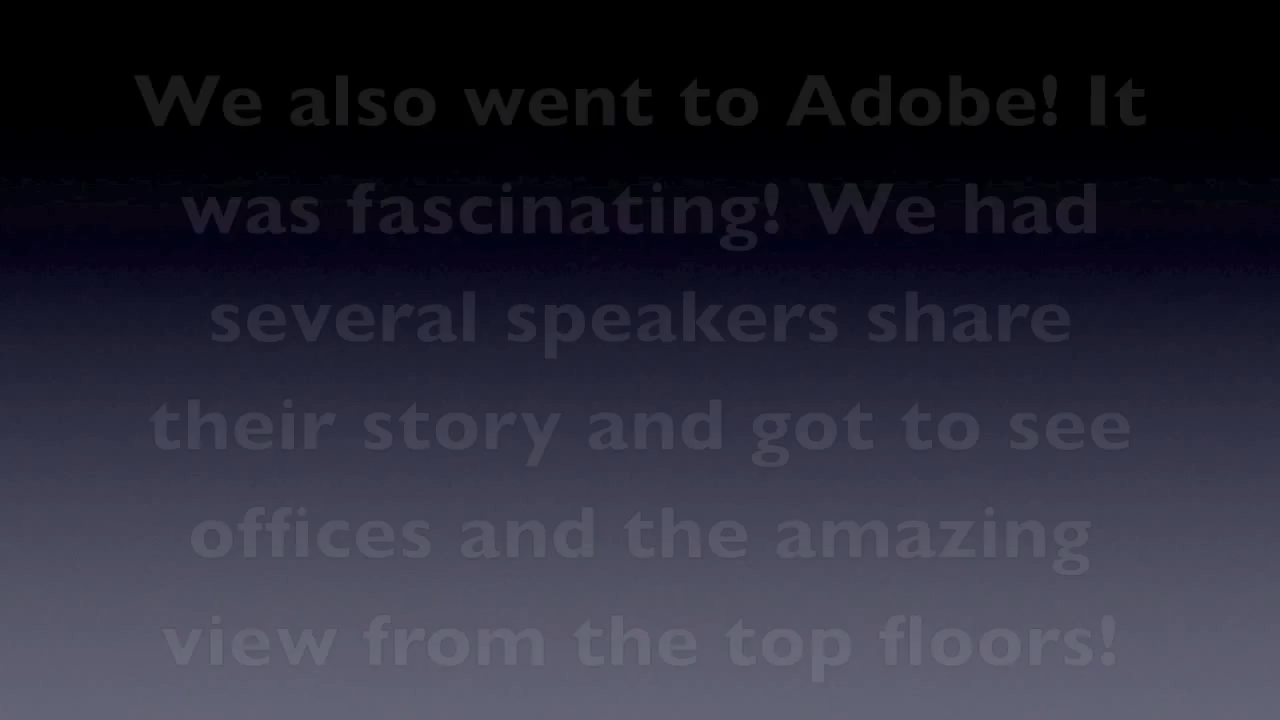 We also went to Adobe! It
was fascinating! We had
several speakers share
their story and got to see
offices and the amazing
view from the top floors!